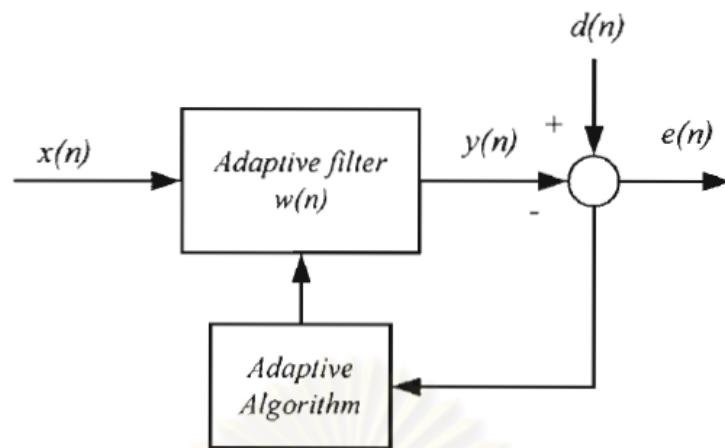 d(n)
x(n)
Adaptive filter
w(n)
y(n)
+
-
e(n)
Adaptive
Algorithm